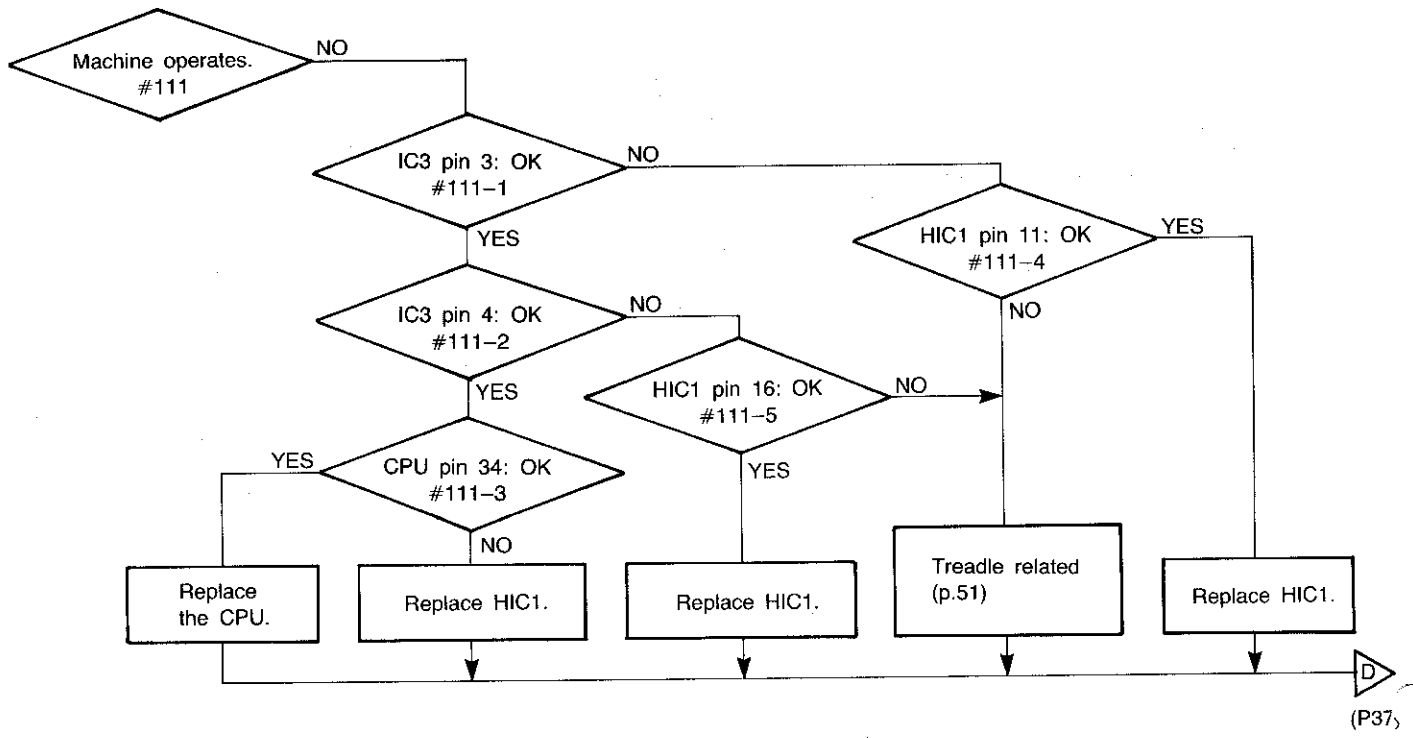 Machine operates.
#111
NO
IC3 pin 3: OK
#111-1
NO
YES
HIC1 pin 11: OK
#111-4
YES
NO
IC3 pin 4: OK
#111-2
NO
YES
HIC1 pin 16: OK
#111-5
NO
YES
CPU pin 34: OK
#111-3
YES
NO
Replace
the CPU.
Replace HIC1.
Replace HIC1.
Treadle related
(p.51)
Replace HIC1.
D
(P37)